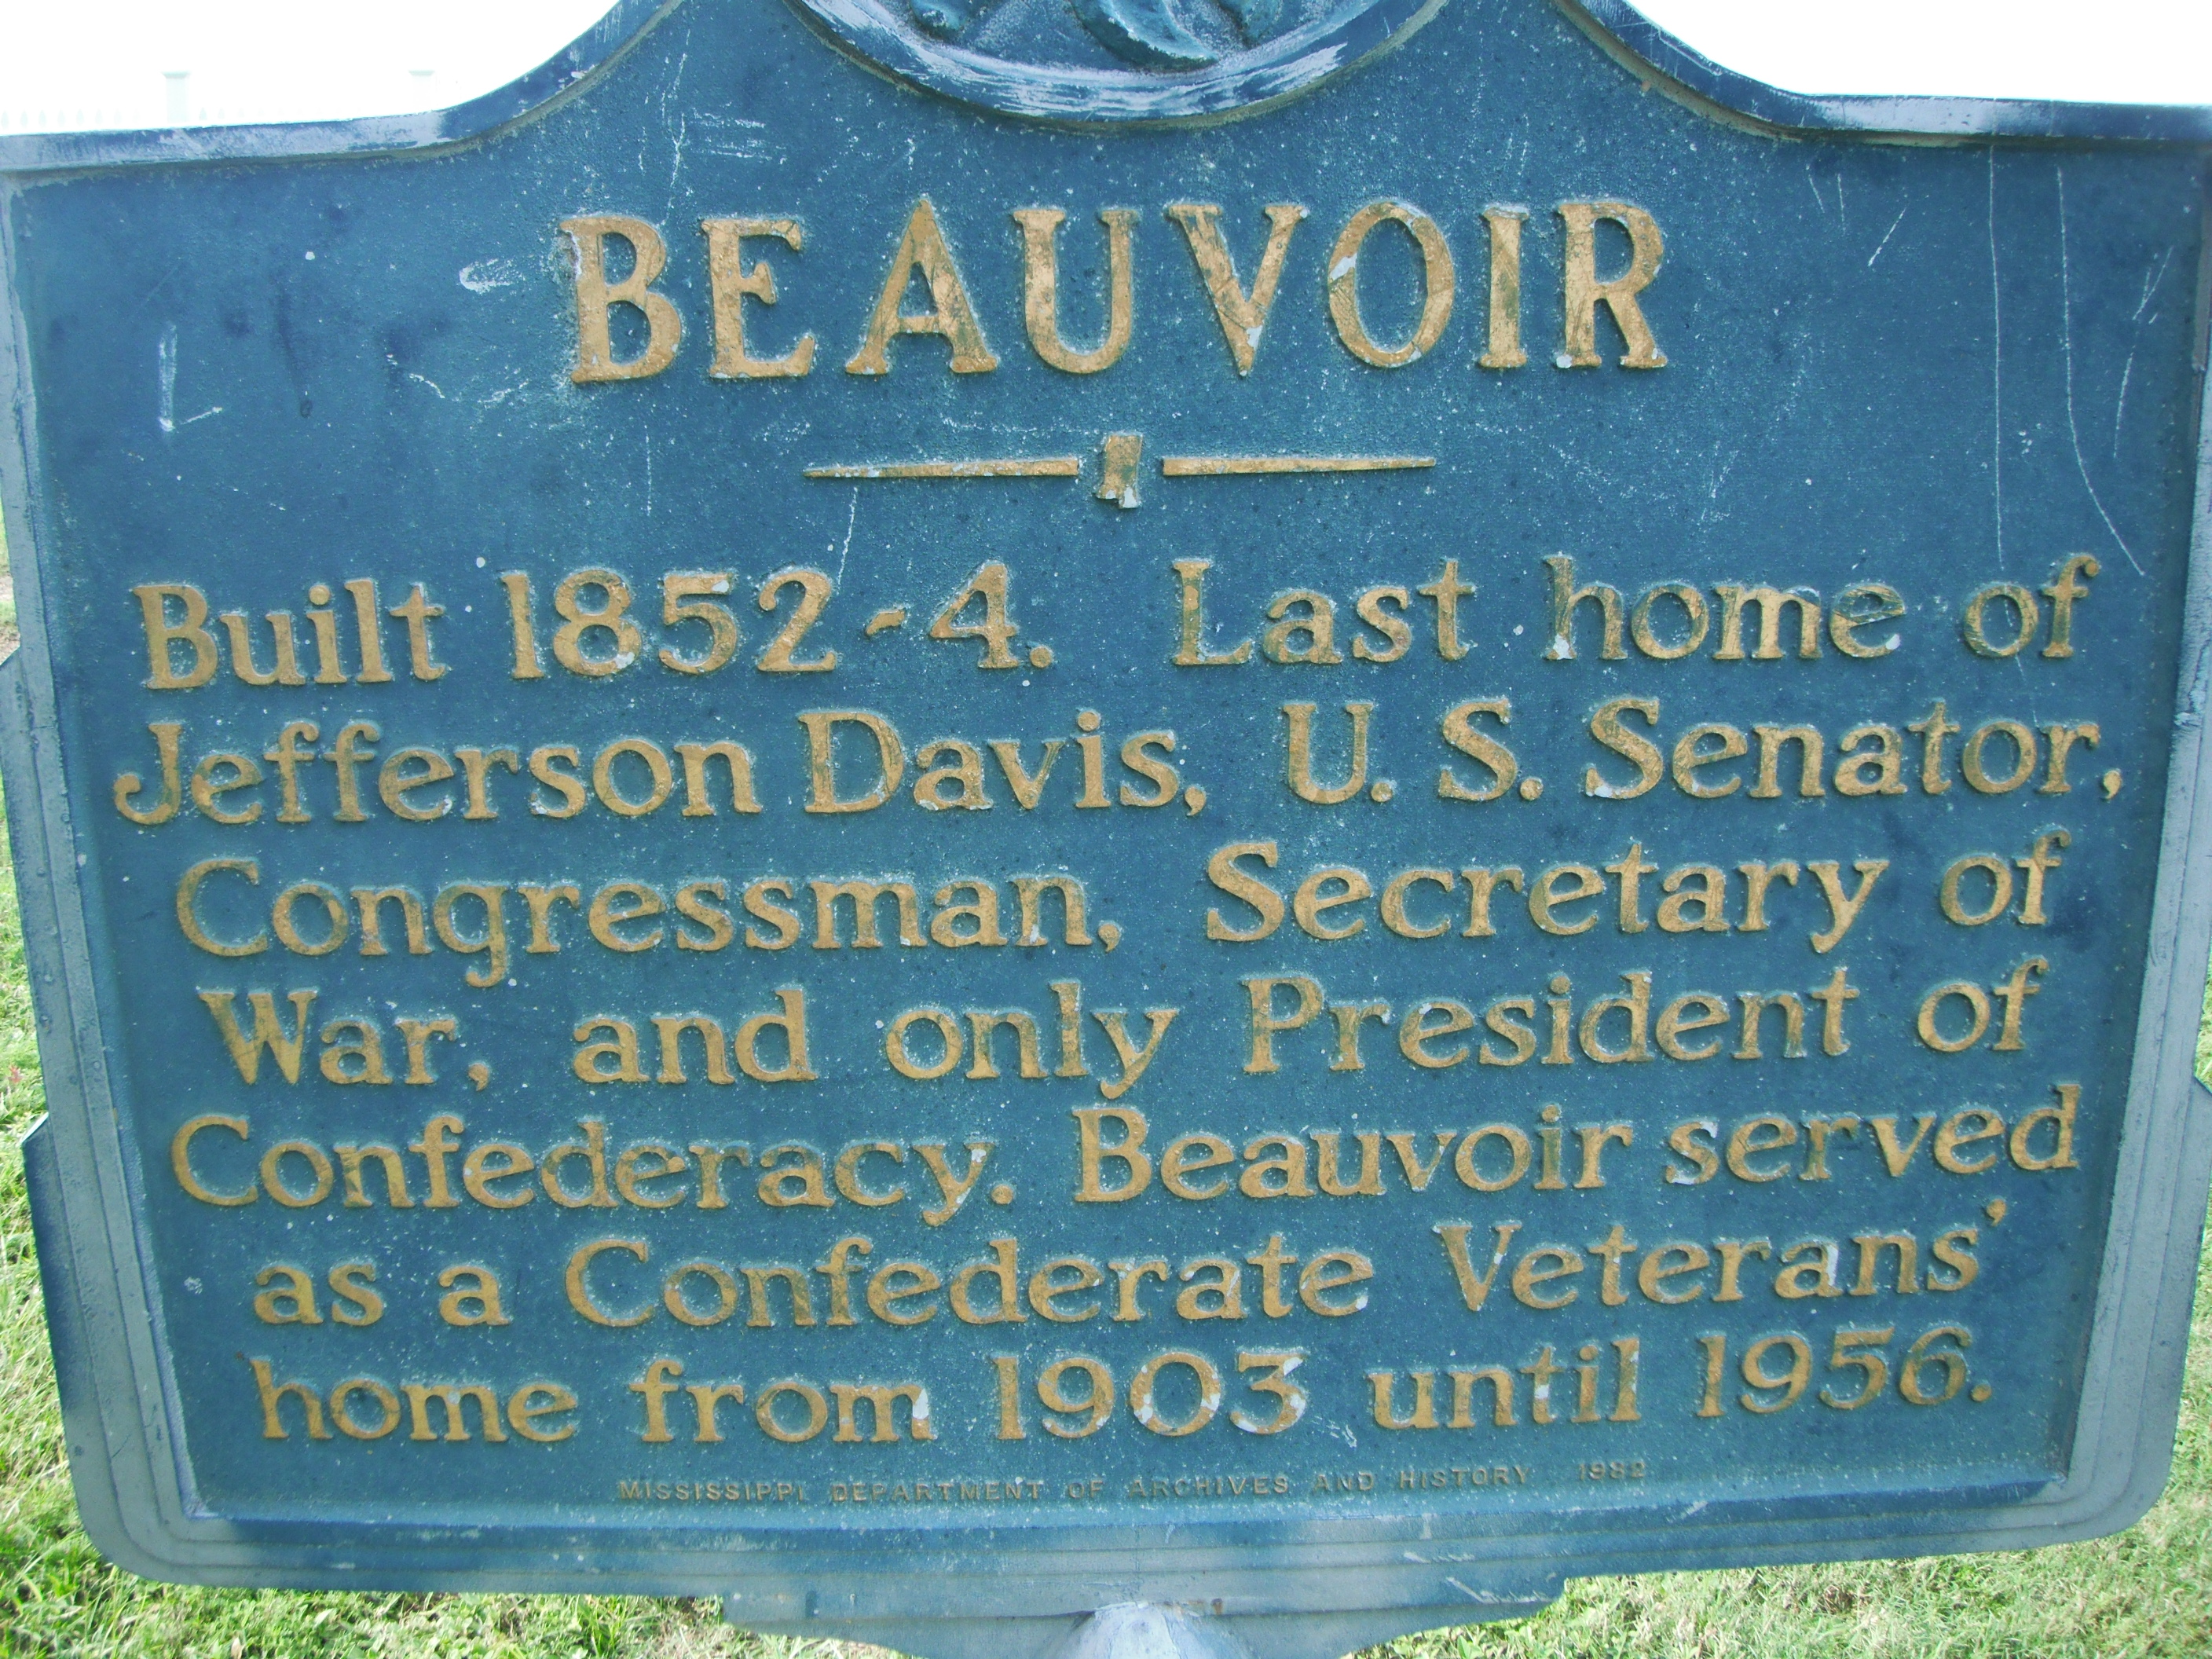 BEAUVOIR
Built 1852-4. Last home of
Jefferson Davis, U. S. Senator,
Congressman, Secretary of
War, and only President of
Confederacy. Beauvoir served
as a Confederate Veterans'
home from 1903 until 1956.
MISSISSIPPI DEPARTMENT OF ARCHIVES AND HISTORY 1982